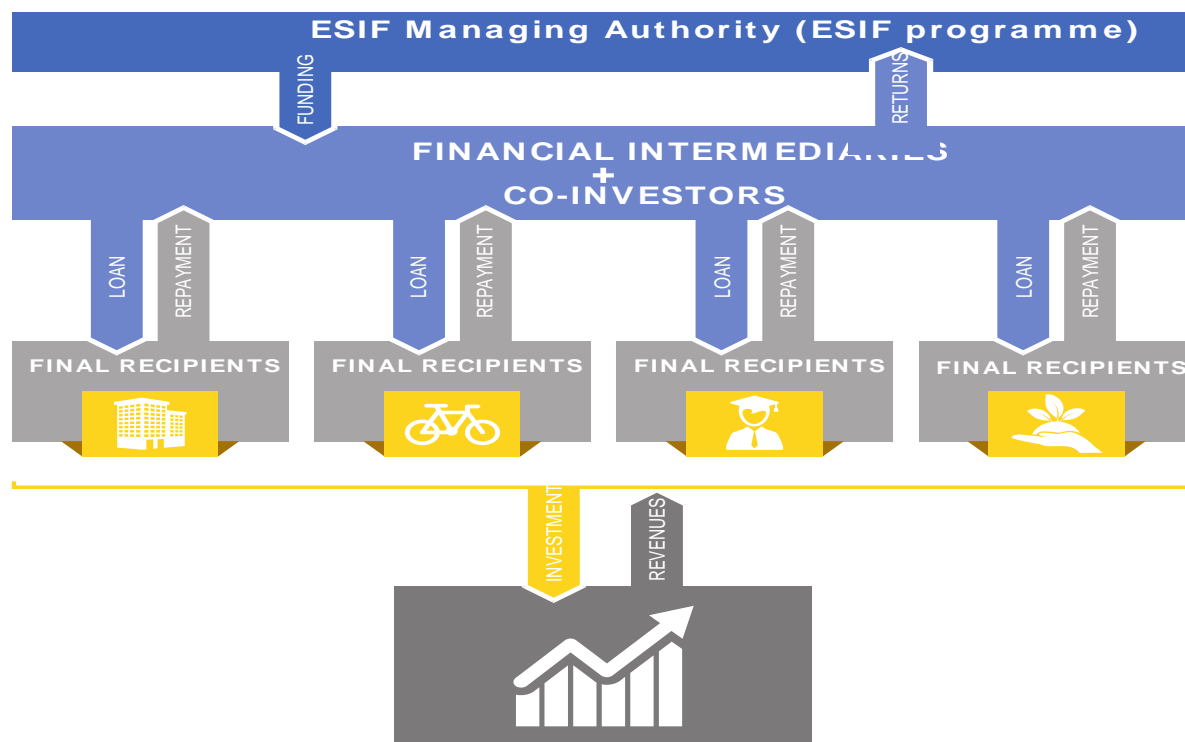 ESIF Managing Authority (ESIF programme)
FUNDING
RETURNS
FINANCIAL INTERMEDIARIES
+
CO-INVESTORS
LOAN
REPAYMENT
LOAN
REPAYMENT
LOAN
REPAYMENT
LOAN
REPAYMENT
FINAL RECIPIENTS
FINAL RECIPIENTS
FINAL RECIPIENTS
FINAL RECIPIENTS
INVESTMENT
REVENUES